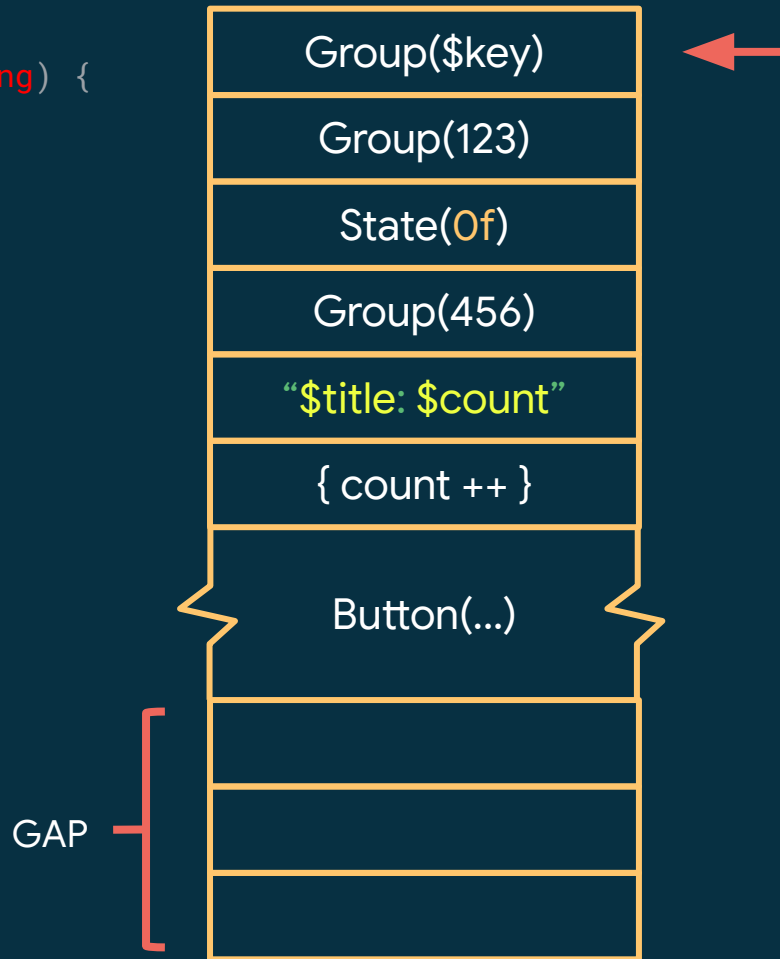 ng) {
Group($key)
Group(123)
State(0f)
Group(456)
“$title: $count”
{ count ++ }
Button(...)
GAP